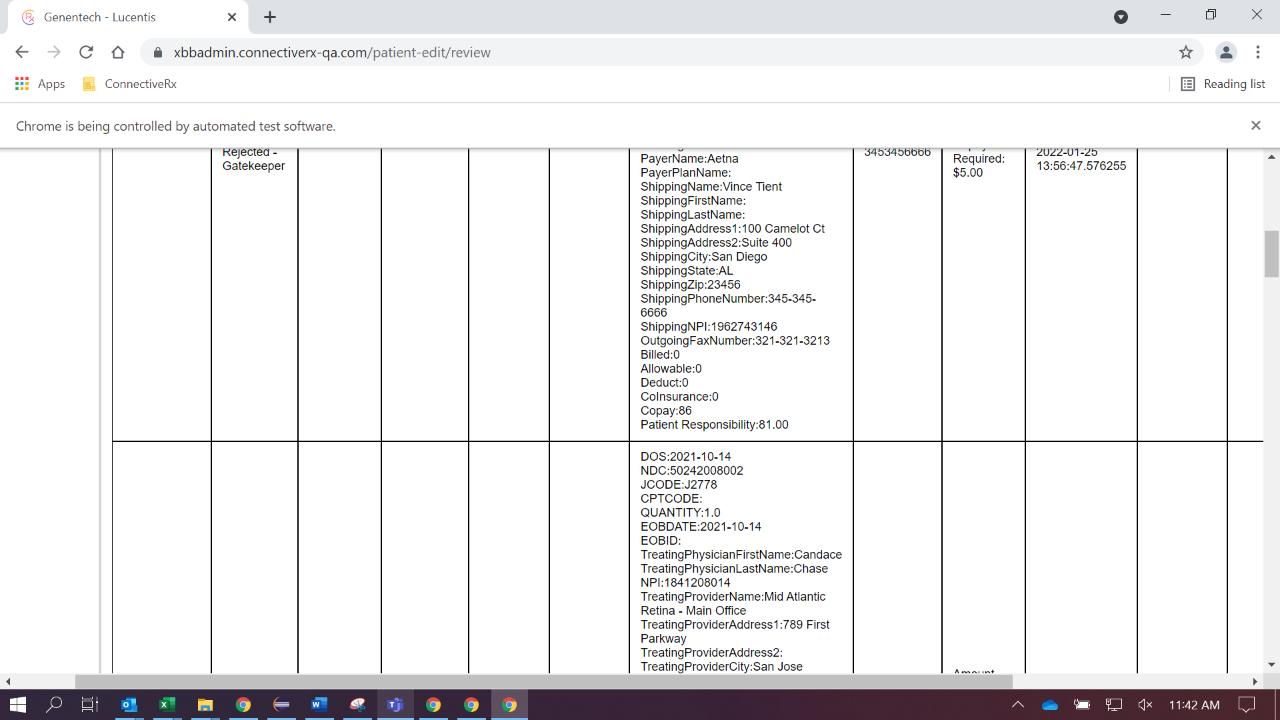 Genentech - Lucentis
xbbadmin.connectiverx-qa.com/patient-edit/review
Apps
ConnectiveRx
Reading list
Chrome is being controlled by automated test software.
Rejected -
Gatekeeper
PayerName:Aetna
PayerPlanName:
ShippingName:Vince Tient
ShippingFirstName:
ShippingLastName:
ShippingAddress1:100 Camelot Ct
ShippingAddress2:Suite 400
ShippingCity:San Diego
ShippingState:AL
ShippingZip:23456
ShippingPhoneNumber:345-345-
6666
ShippingNPI:1962743146
OutgoingFaxNumber:321-321-3213
Billed:0
Allowable:0
Deduct:0
CoInsurance:0
Copay:86
Patient Responsibility:81.00
3453456666
Required:
$5.00
2022-01-25
13:56:47.576255
DOS:2021-10-14
NDC:50242008002
JCODE:J2778
CPTCODE:
QUANTITY:1.0
EOBDATE:2021-10-14
EOBID:
TreatingPhysicianFirstName:Candace
TreatingPhysicianLastName:Chase
NPI:1841208014
TreatingProviderName:Mid Atlantic
Retina - Main Office
TreatingProviderAddress1:789 First
Parkway
TreatingProviderAddress2:
TreatingProviderCity:San Jose
Amount
11:42 AM